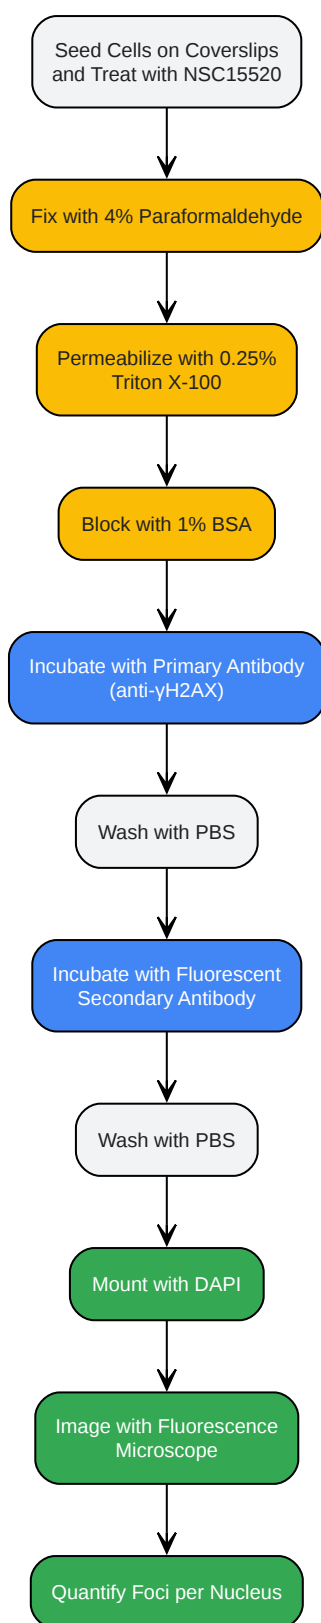 Seed Cells on Coverslips
and Treat with NSC15520
Fix with 4% Paraformaldehyde
Permeabilize with 0.25%
Triton X-100
Block with 1% BSA
Incubate with Primary Antibody
(anti-γH2AX)
Wash with PBS
Incubate with Fluorescent
Secondary Antibody
Wash with PBS
Mount with DAPI
Image with Fluorescence
Microscope
Quantify Foci per Nucleus